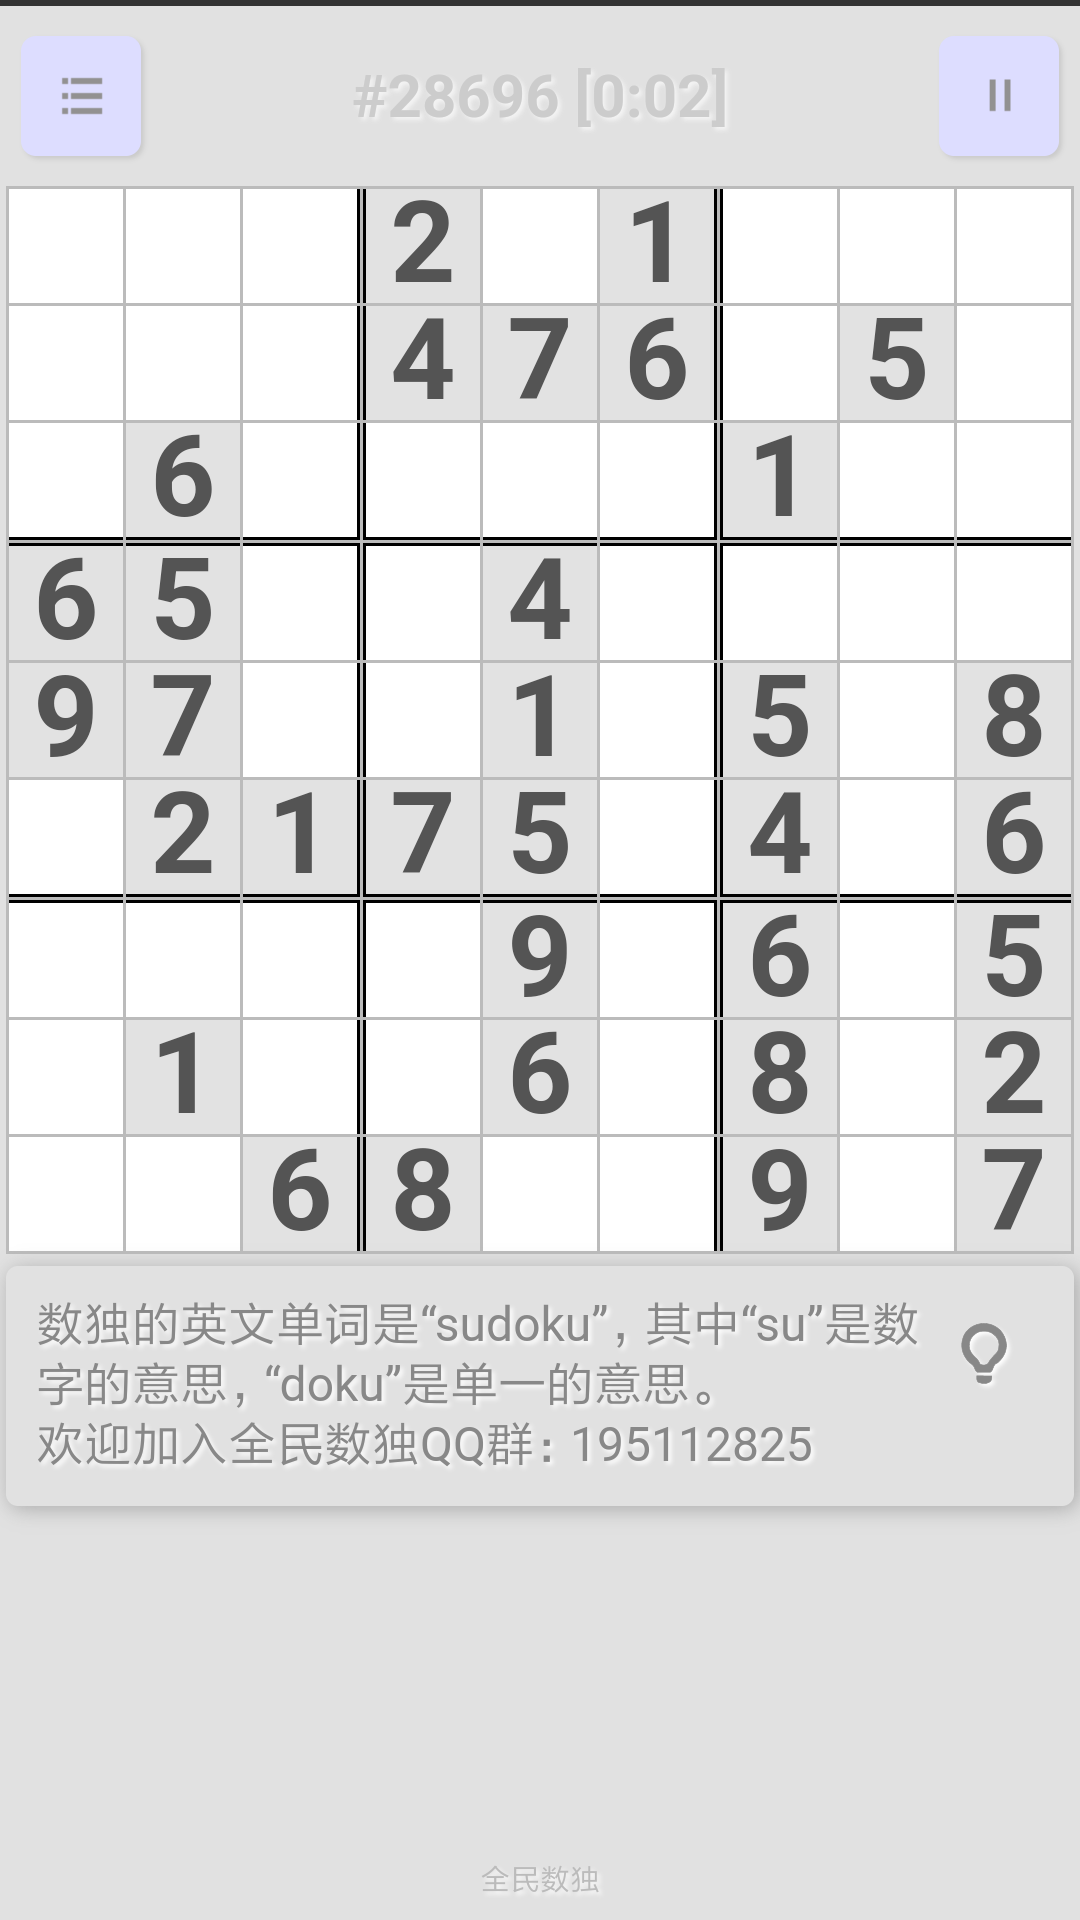 #28696 [0:02]
2 1
4 7 6 5
6 1
6 5 4
9 7 1 5 8
2 1 7 5 4 6
9 6 5
1 6 8 2
6 8 9 7
数独的英文单词是“sudoku”，其中“su”是数
字的意思，“doku”是单一的意思。
欢迎加入全民数独QQ群：195112825
全民数独